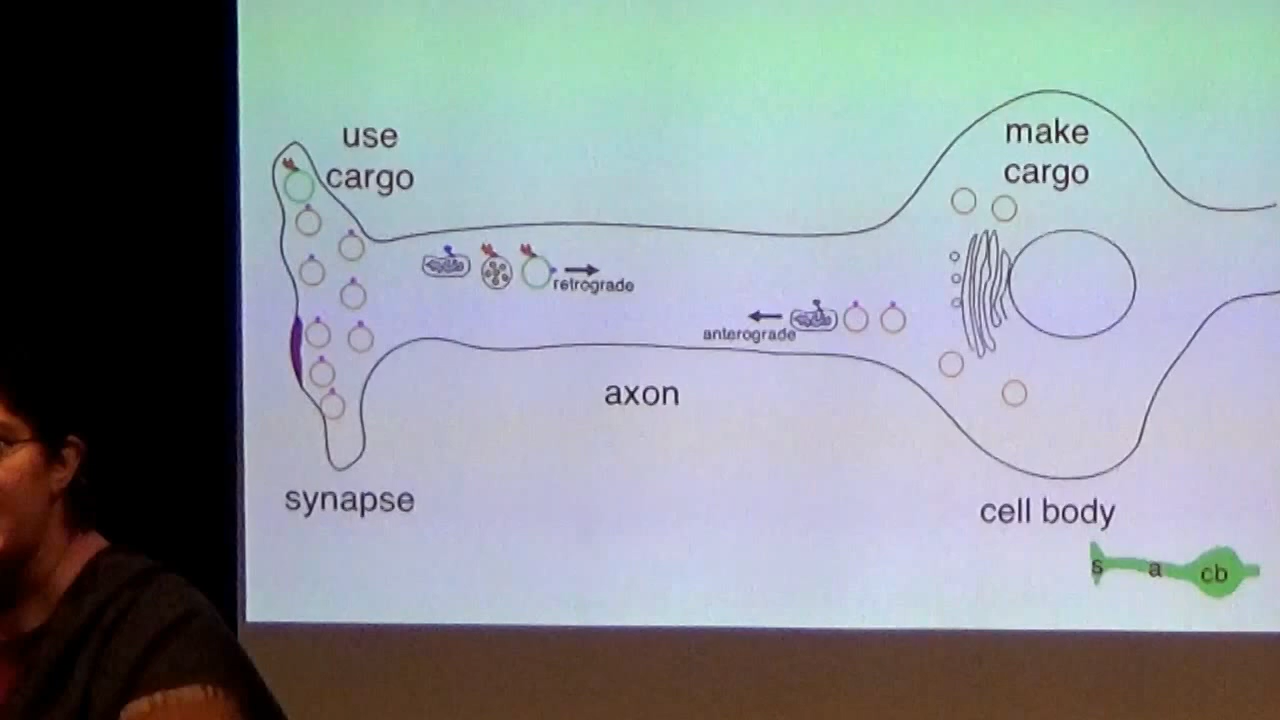 use
cargo
make
cargo
retrograde
anterograde
axon
synapse
cell body
s
a
cb